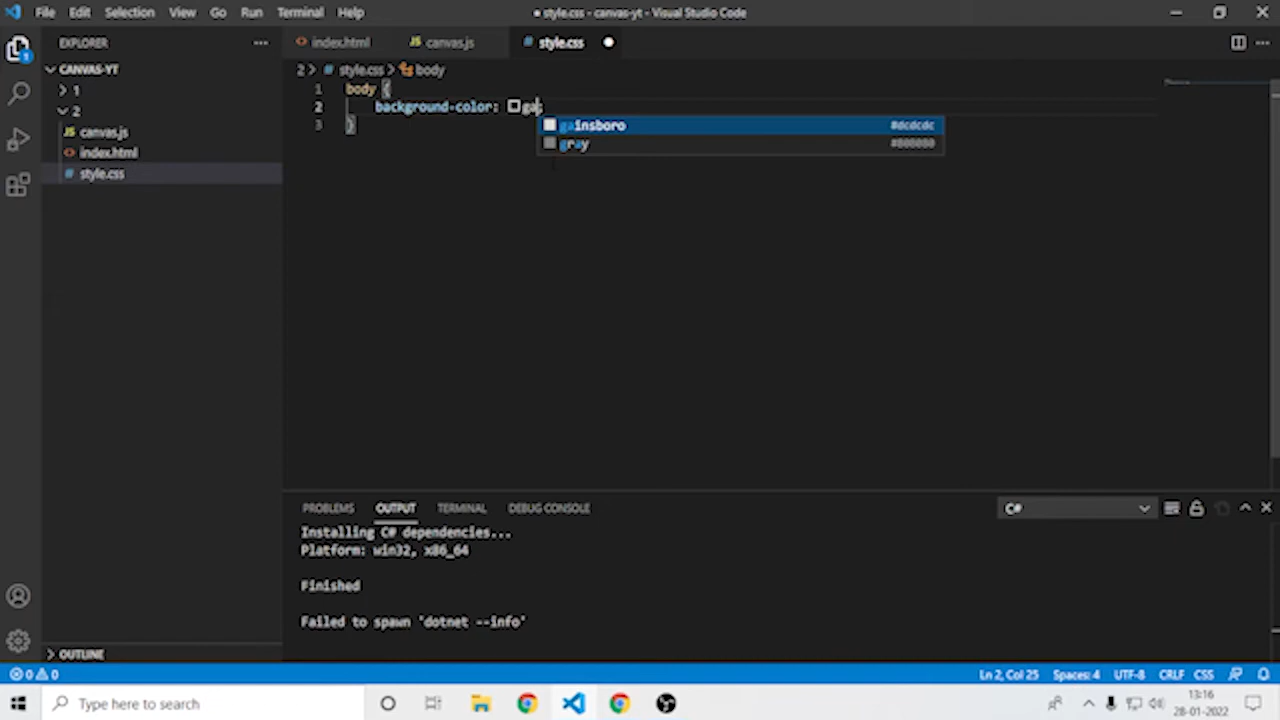 File Edit Selection View Go Run Terminal Help
● style.css - canvas-yt - Visual Studio Code
EXPLORER
CANVAS-YT
1
2
JS canvas.js
<> index.html
# style.css
OUTLINE
<> index.html JS canvas.js # style.css
2 > # style.css > body
1 body {
2 background-color: ga;
3 }
gainsboro #dcdcdc
gray #808080
PROBLEMS OUTPUT TERMINAL DEBUG CONSOLE C#
Installing C# dependencies...
Platform: win32, x86_64
Finished
Failed to spawn 'dotnet --info'
0 0 Ln 2, Col 25 Spaces: 4 UTF-8 CRLF CSS
Type here to search
13:16
28-01-2022